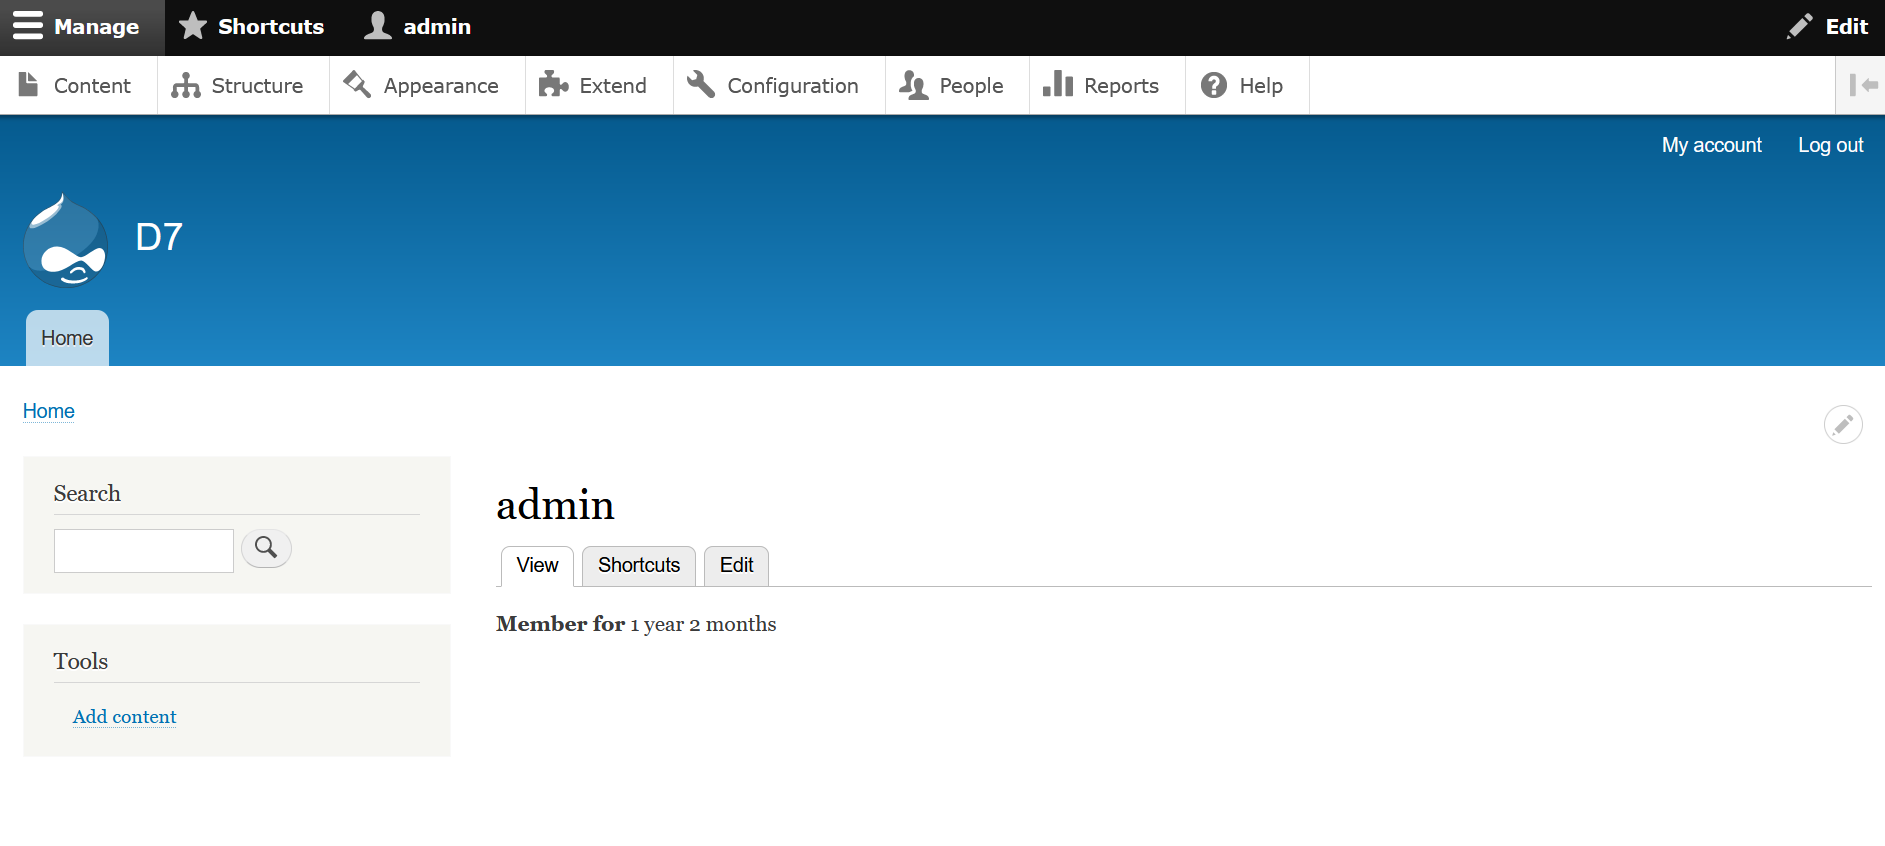 Manage Shortcuts admin Edit
Content Structure Appearance Extend Configuration People Reports Help
My account Log out
D7
Home
Home
Search
admin
View Shortcuts Edit
Member for 1 year 2 months
Tools
Add content